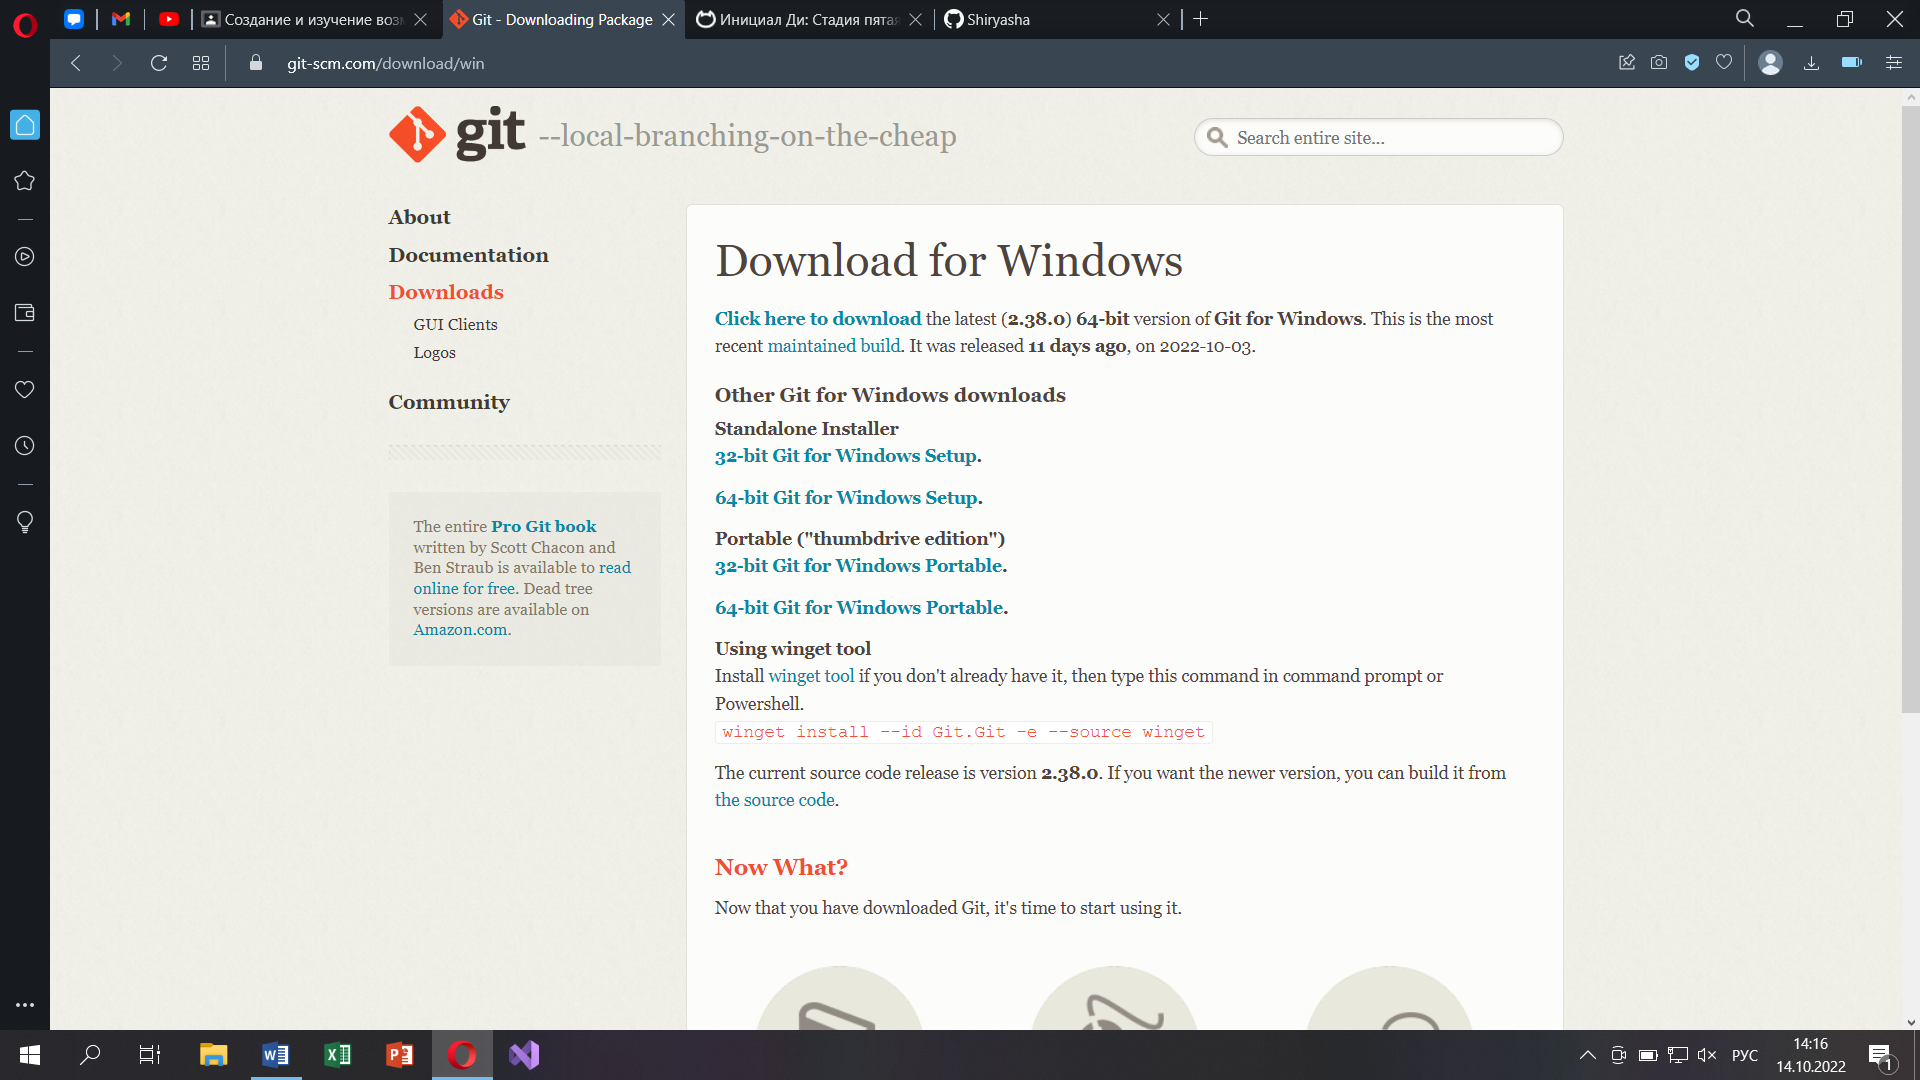 Создание и изучение возм
Git - Downloading Package
Инициал Ди: Стадия пятая
Shiryasha
git-scm.com/download/win
git --local-branching-on-the-cheap
Search entire site...
About
Documentation
Downloads
GUI Clients
Logos
Community
The entire Pro Git book
written by Scott Chacon and
Ben Straub is available to read
online for free. Dead tree
versions are available on
Amazon.com.
Download for Windows
Click here to download the latest (2.38.0) 64-bit version of Git for Windows. This is the most
recent maintained build. It was released 11 days ago, on 2022-10-03.
Other Git for Windows downloads
Standalone Installer
32-bit Git for Windows Setup.
64-bit Git for Windows Setup.
Portable ("thumbdrive edition")
32-bit Git for Windows Portable.
64-bit Git for Windows Portable.
Using winget tool
Install winget tool if you don't already have it, then type this command in command prompt or
Powershell.
winget install --id Git.Git -e --source winget
The current source code release is version 2.38.0. If you want the newer version, you can build it from
the source code.
Now What?
Now that you have downloaded Git, it's time to start using it.
РУС
14:16
14.10.2022
1